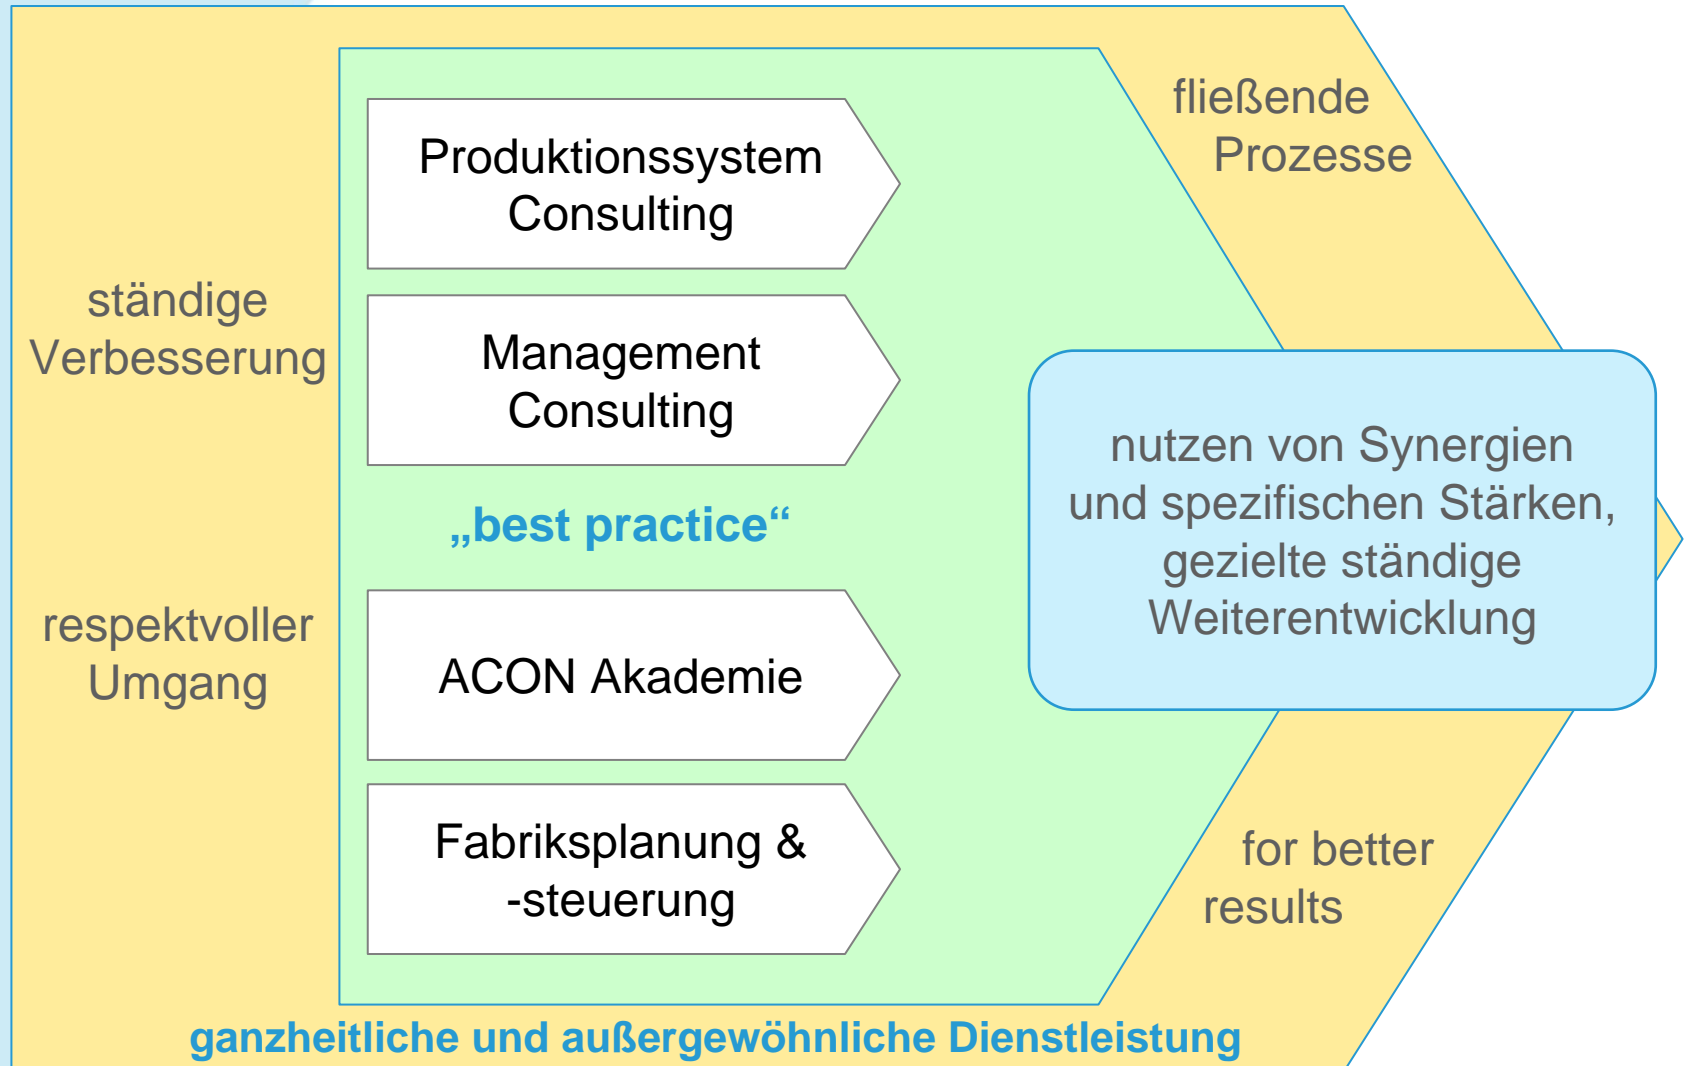 fließende
Prozesse
Produktionssystem
Consulting
ständige
Verbesserung
Management
Consulting
nutzen von Synergien
und spezifischen Stärken,
gezielte ständige
Weiterentwicklung
„best practice“
respektvoller
Umgang
ACON Akademie
Fabriksplanung &
-steuerung
for better
results
ganzheitliche und außergewöhnliche Dienstleistung